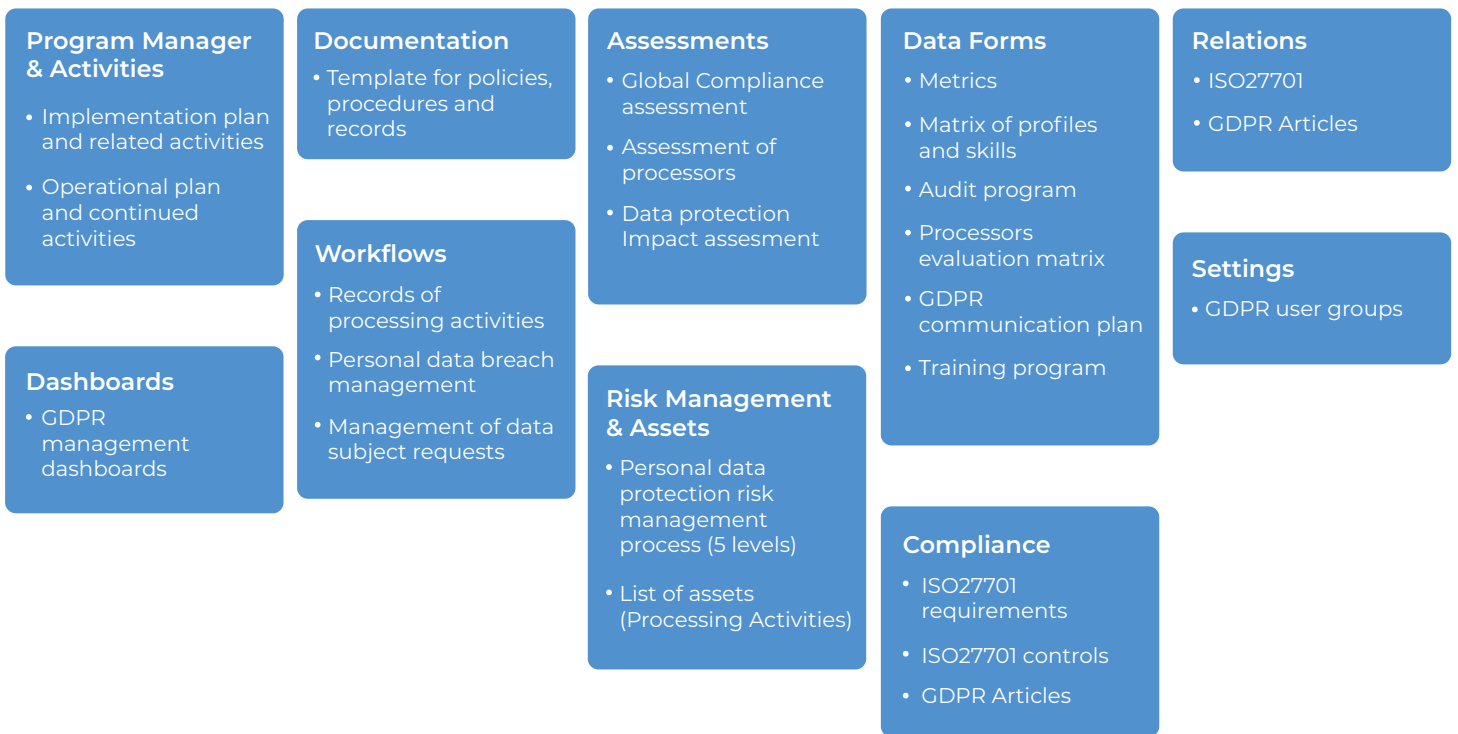 Program Manager
& Activities
• Implementation plan
and related activities
• Operational plan
and continued
activities
Dashboards
• GDPR
management
dashboards
Documentation
• Template for policies,
procedures and
records
Workflows
• Records of
processing activities
• Personal data breach
management
• Management of data
subject requests
Assessments
• Global Compliance
assessment
• Assessment of
processors
• Data protection
Impact assesment
Risk Management
& Assets
• Personal data
protection risk
management
process (5 levels)
• List of assets
(Processing Activities)
Data Forms
• Metrics
• Matrix of profiles
and skills
• Audit program
• Processors
evaluation matrix
• GDPR
communication plan
• Training program
Compliance
• ISO27701
requirements
• ISO27701 controls
• GDPR Articles
Relations
• ISO27701
• GDPR Articles
Settings
• GDPR user groups